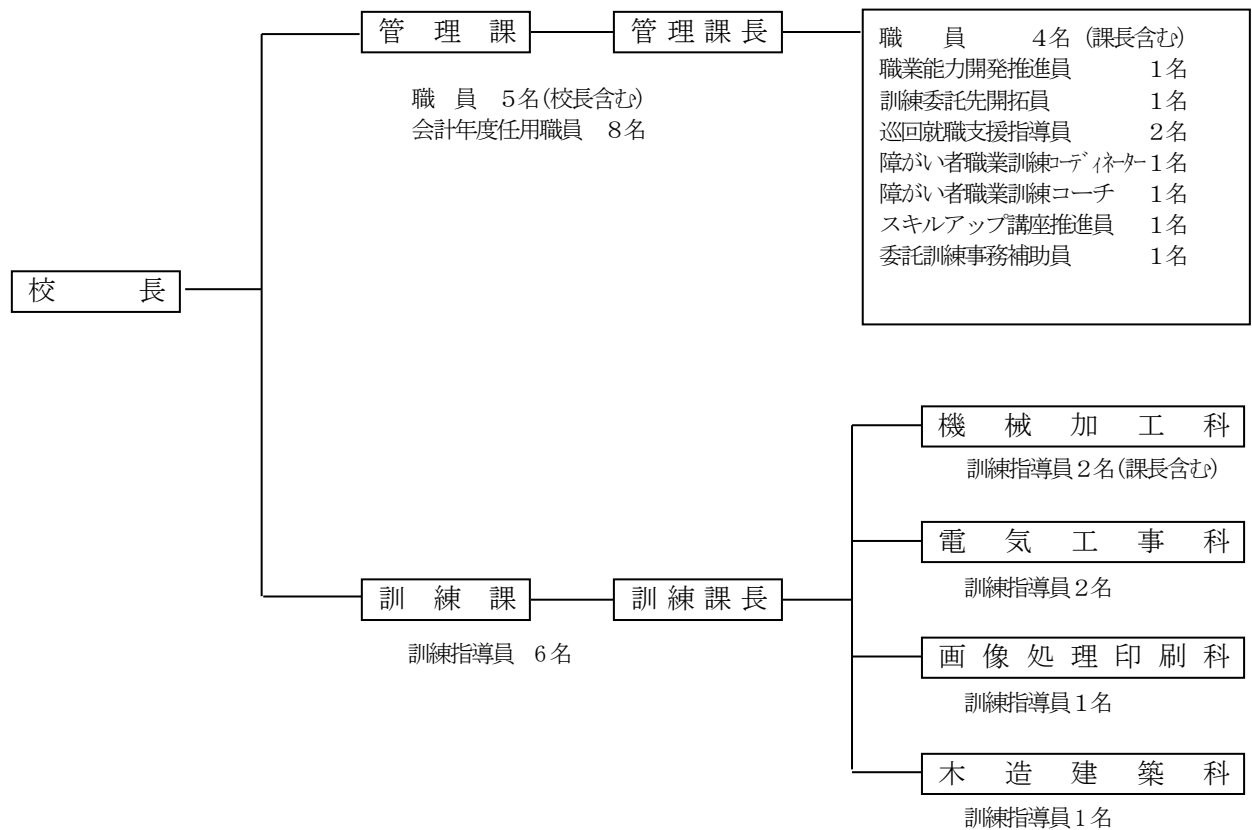 管理課
管理課長
職員 4名 (課長含む)
職業能力開発推進員 1名
訓練委託先開拓員 1名
巡回就職支援指導員 2名
障がい者職業訓練ｺｰﾃﾞｨﾈｰﾀｰ 1名
障がい者職業訓練コーチ 1名
スキルアップ講座推進員 1名
委託訓練事務補助員 1名
職員 5名(校長含む)
会計年度任用職員 8名
校長
機械加工科
訓練指導員2名(課長含む)
電気工事科
訓練指導員2名
訓練課
訓練課長
訓練指導員 6名
画像処理印刷科
訓練指導員1名
木造建築科
訓練指導員1名